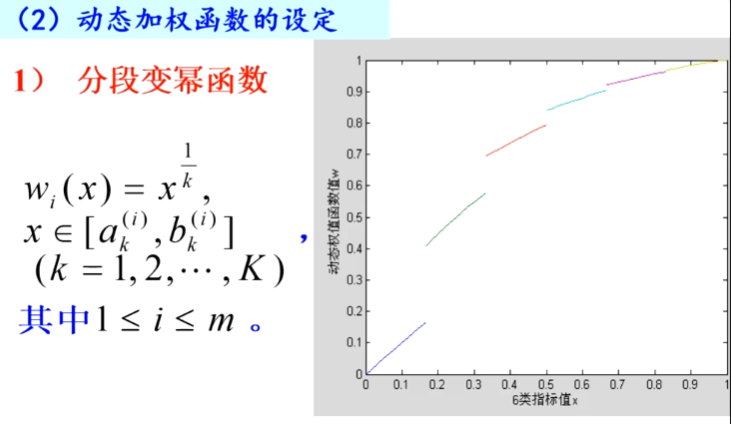 （2）动态加权函数的设定
1） 分段变幂函数
w_i(x) = x^{\frac{1}{k}},
x ∈ [a_k^{(i)}, b_k^{(i)}] ，
(k = 1, 2, ⋯, K)
其中1 ≤ i ≤ m 。
动态权值函数值w
1
0.9
0.8
0.7
0.6
0.5
0.4
0.3
0.2
0.1
0
0 0.1 0.2 0.3 0.4 0.5 0.6 0.7 0.8 0.9 1
6类指标值x